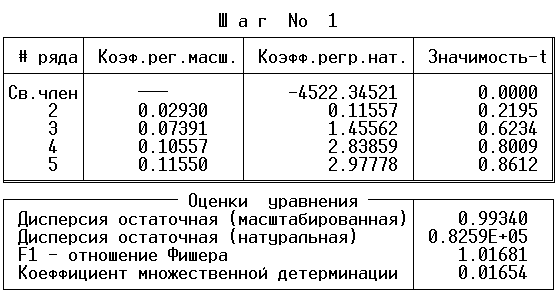 Шаг No 1
# ряда Коэф.рег.масш. Коэфф.регр.нат. Значимость-t
Св.член —— -4522.34521 0.0000
2 0.02930 0.11557 0.2195
3 0.07391 1.45562 0.6234
4 0.10557 2.83859 0.8009
5 0.11550 2.97778 0.8612
Оценки уравнения
Дисперсия остаточная (масштабированная) 0.99340
Дисперсия остаточная (натуральная) 0.8259E+05
F1 - отношение Фишера 1.01681
Коэффициент множественной детерминации 0.01654